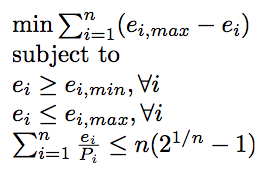 min ∑_{i=1}^{n}(e_{i,max} − e_i)
subject to
e_i ≥ e_{i,min}, ∀i
e_i ≤ e_{i,max}, ∀i
∑_{i=1}^{n} \frac{e_i}{P_i} ≤ n(2^{1/n} − 1)